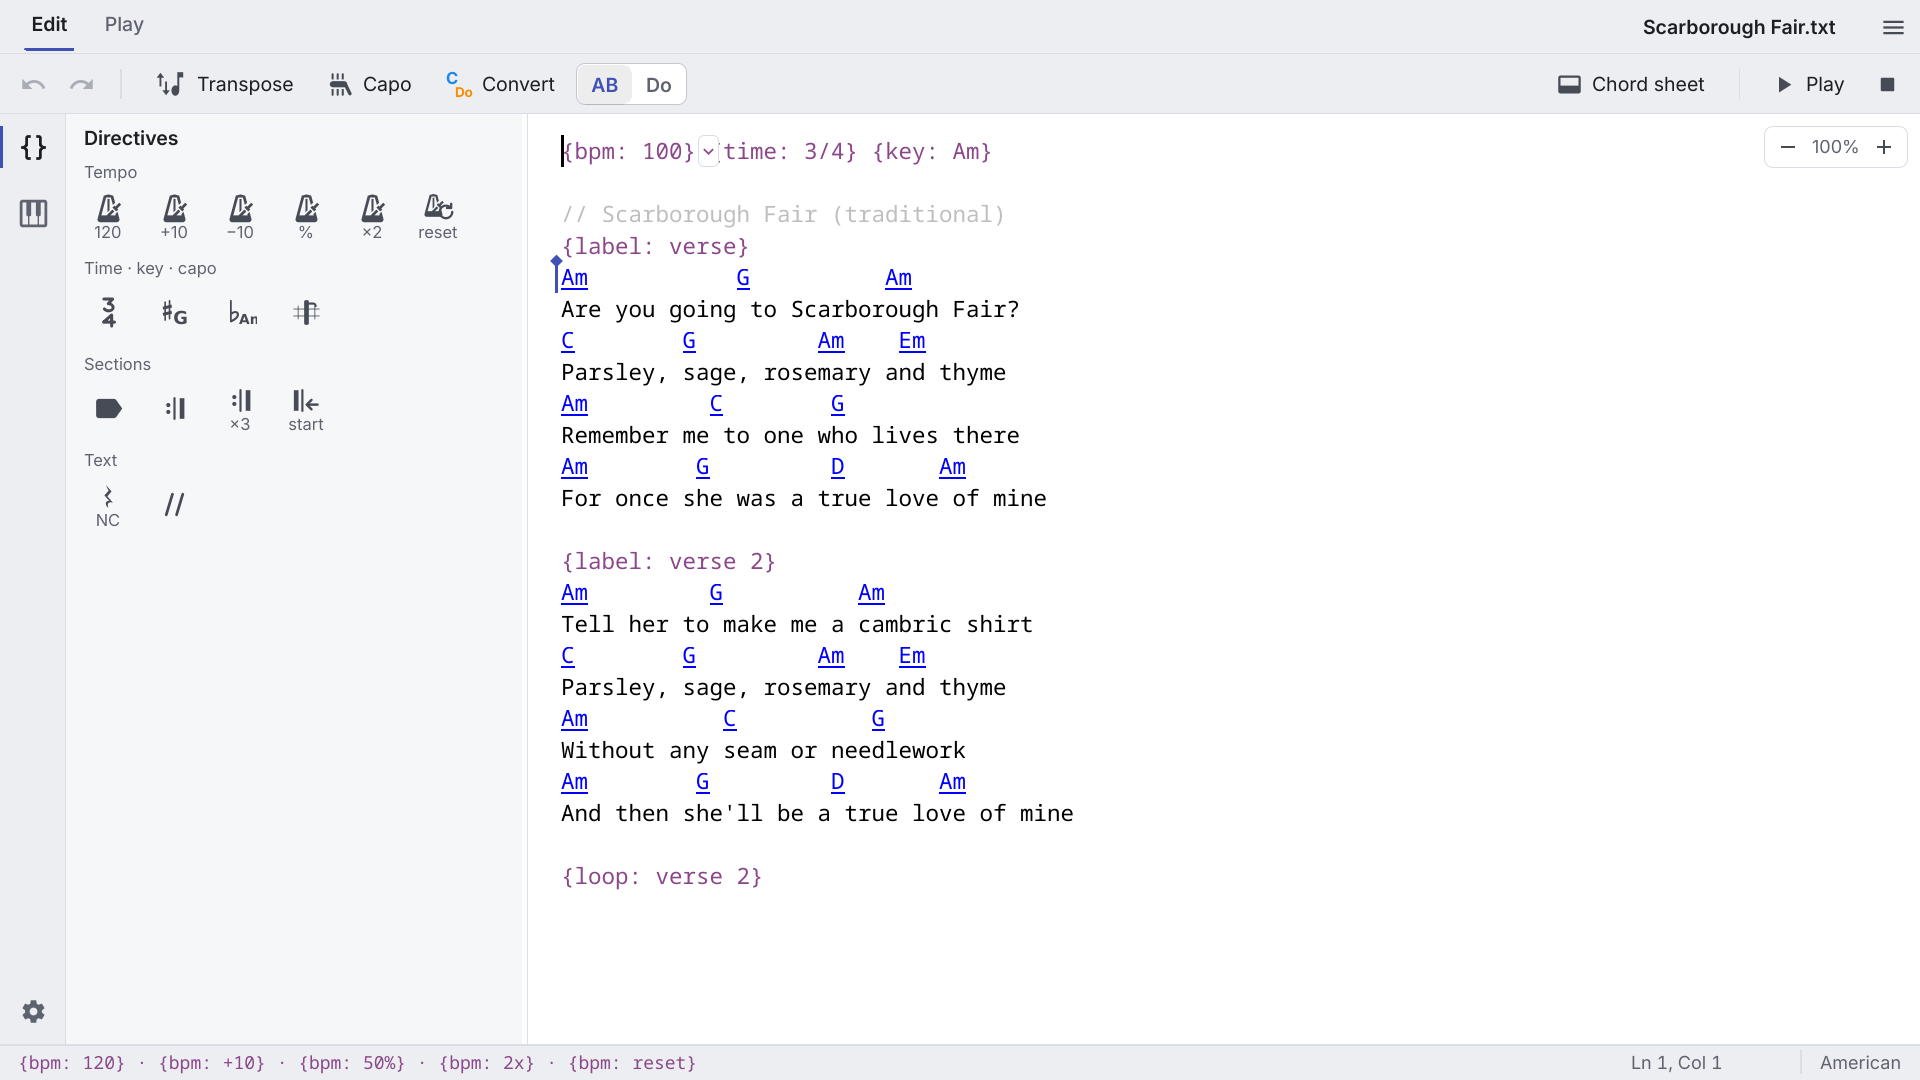 Edit Play Scarborough Fair.txt
Transpose Capo C Do Convert AB Do Chord sheet Play
Directives
Tempo
120 +10 −10 % ×2 reset
Time · key · capo
3 4 ♯G ♭Am
Sections
×3 start
Text
NC //
{bpm: 100} time: 3/4} {key: Am}
100%
// Scarborough Fair (traditional)
{label: verse}
Am G Am
Are you going to Scarborough Fair?
C G Am Em
Parsley, sage, rosemary and thyme
Am C G
Remember me to one who lives there
Am G D Am
For once she was a true love of mine
{label: verse 2}
Am G Am
Tell her to make me a cambric shirt
C G Am Em
Parsley, sage, rosemary and thyme
Am C G
Without any seam or needlework
Am G D Am
And then she'll be a true love of mine
{loop: verse 2}
{bpm: 120} · {bpm: +10} · {bpm: 50%} · {bpm: 2x} · {bpm: reset} Ln 1, Col 1 American